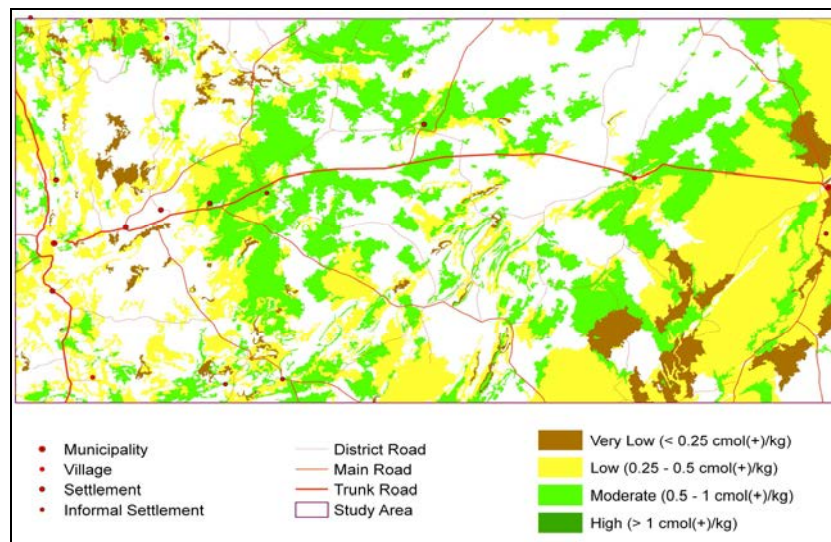 Municipality
Village
Settlement
Informal Settlement
District Road
Main Road
Trunk Road
Study Area
Very Low (< 0.25 cmol(+)/kg)
Low (0.25 - 0.5 cmol(+)/kg)
Moderate (0.5 - 1 cmol(+)/kg)
High (> 1 cmol(+)/kg)